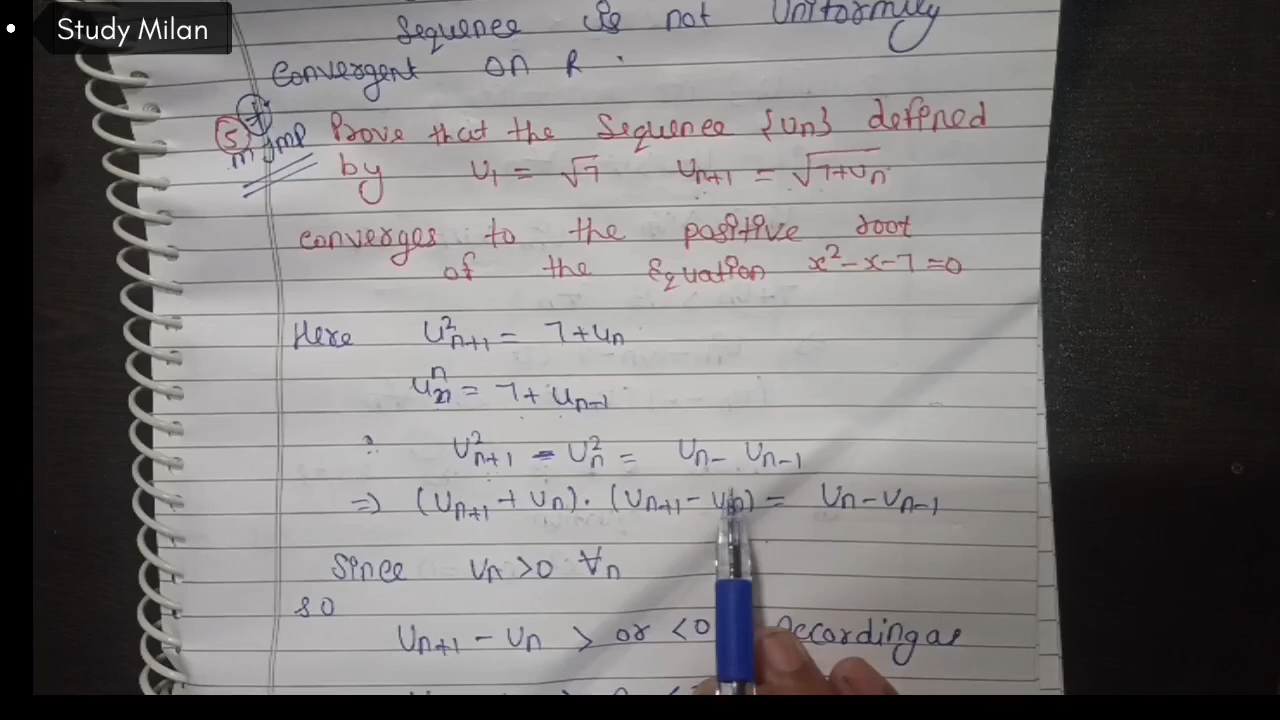 Study Milan
Sequence is not Uniformily
Convergent on R.
5 m Imp Prove that the Sequence {Un} defined
by U₁ = √7 Uₙ₊₁ = √7+Uₙ
converges to the positive root
of the Equation x²-x-7=0
Here U²ₙ₊₁ = 7+uₙ
= 7+uₙ₋₁
∴ U²ₙ₊₁ - U²ₙ = Uₙ - Uₙ₋₁
=> (Uₙ₊₁ + Uₙ).(Uₙ₊₁ - Uₙ) = Uₙ - Uₙ₋₁
Since Uₙ >0 ∀n
so
Uₙ₊₁ - Uₙ > or <0 According as